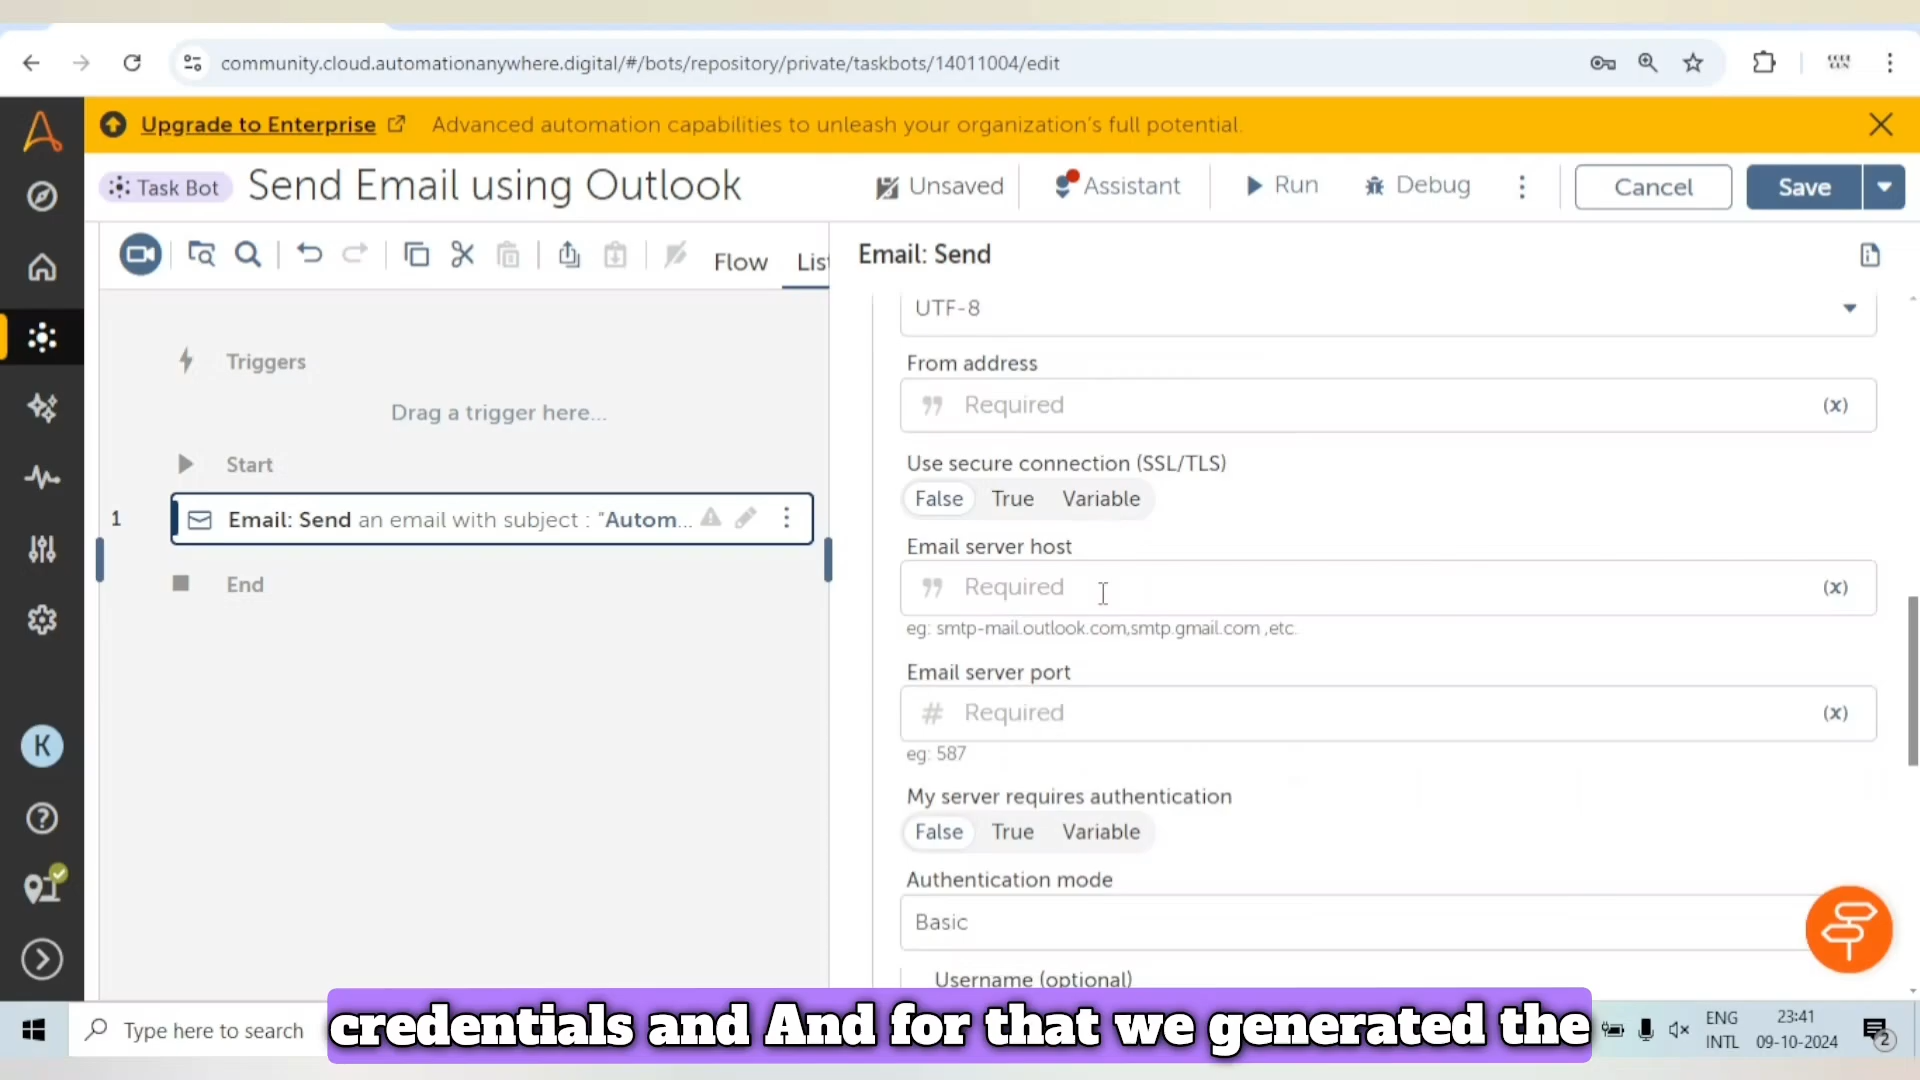 community.cloud.automationanywhere.digital/#/bots/repository/private/taskbots/14011004/edit
Upgrade to Enterprise Advanced automation capabilities to unleash your organization's full potential.
Task Bot Send Email using Outlook Unsaved Assistant Run Debug Cancel Save
Flow List
Email: Send
Triggers
Drag a trigger here...
Start
1 Email: Send an email with subject : "Autom...
End
UTF-8
From address
Required (x)
Use secure connection (SSL/TLS)
False True Variable
Email server host
Required (x)
eg: smtp-mail.outlook.com,smtp.gmail.com ,etc.
Email server port
# Required (x)
eg: 587
My server requires authentication
False True Variable
Authentication mode
Basic
Username (optional)
K
credentials and And for that we generated the
Type here to search
ENG
INTL
23:41
09-10-2024
2